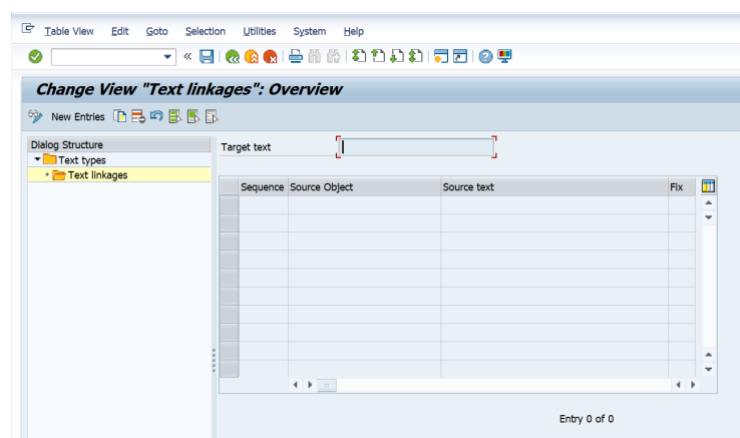 Table View Edit Goto Selection Utilities System Help
Change View "Text linkages": Overview
New Entries
Dialog Structure
Text types
Text linkages
Target text
Sequence Source Object Source text Fix
Entry 0 of 0